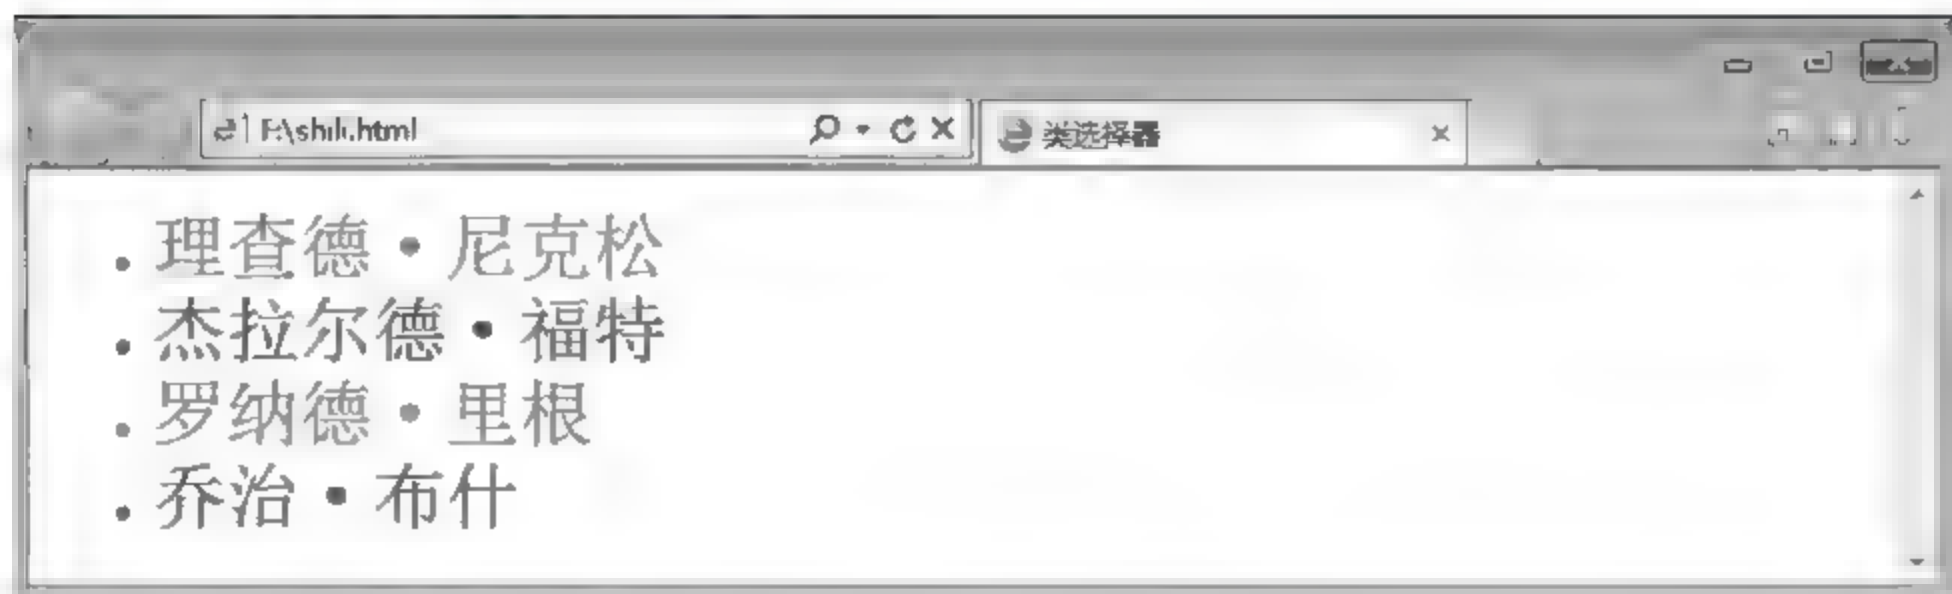 F:\shili.html
类选择器
理查德·尼克松
杰拉尔德·福特
罗纳德·里根
乔治·布什